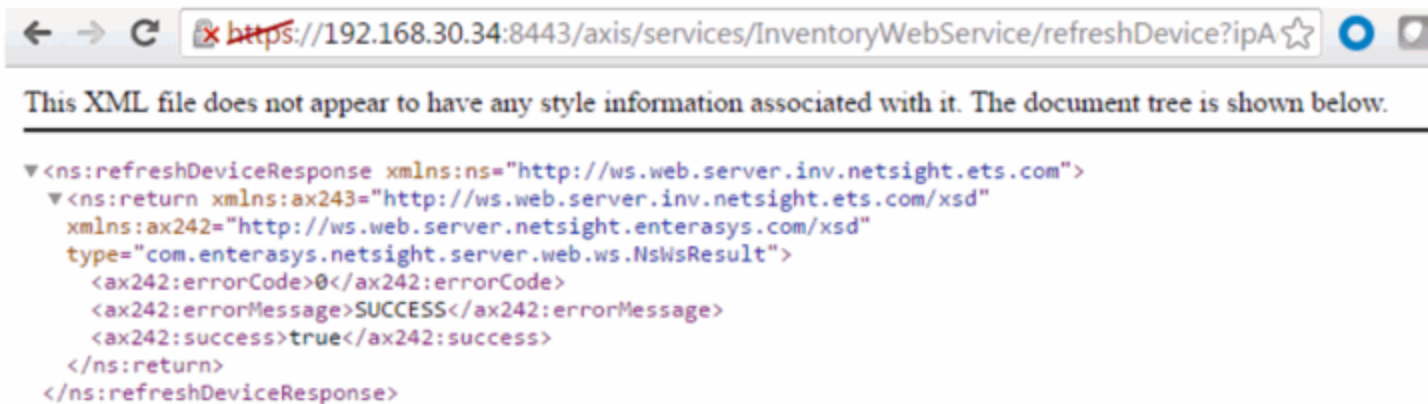 https://192.168.30.34:8443/axis/services/InventoryWebService/refreshDevice?ipA
This XML file does not appear to have any style information associated with it. The document tree is shown below.
▼<ns:refreshDeviceResponse xmlns:ns="http://ws.web.server.inv.netsight.ets.com">
▼<ns:return xmlns:ax243="http://ws.web.server.inv.netsight.ets.com/xsd"
xmlns:ax242="http://ws.web.server.netsight.enterasys.com/xsd"
type="com.enterasys.netsight.server.web.ws.NsWsResult">
<ax242:errorCode>0</ax242:errorCode>
<ax242:errorMessage>SUCCESS</ax242:errorMessage>
<ax242:success>true</ax242:success>
</ns:return>
</ns:refreshDeviceResponse>